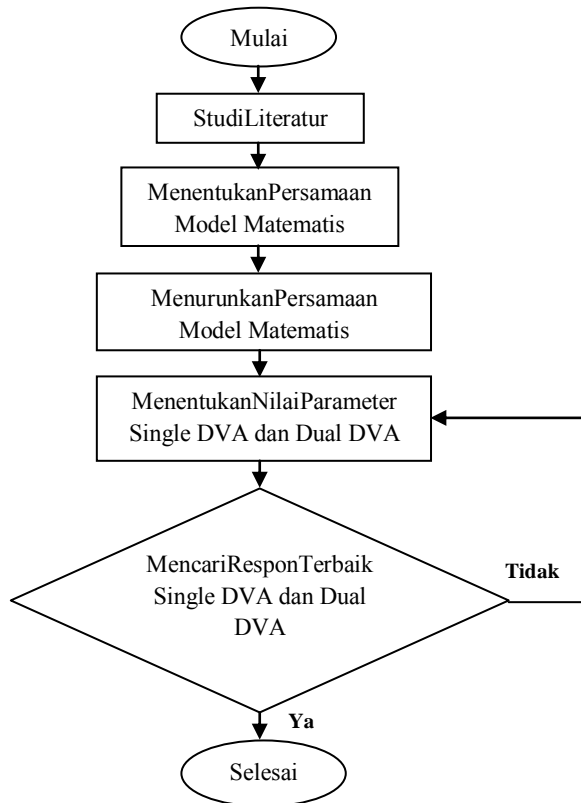 Mulai
StudiLiteratur
MenentukanPersamaan
Model Matematis
MenurunkanPersamaan
Model Matematis
MenentukanNilaiParameter
Single DVA dan Dual DVA
MencariResponTerbaik
Single DVA dan Dual
DVA
Tidak
Ya
Selesai